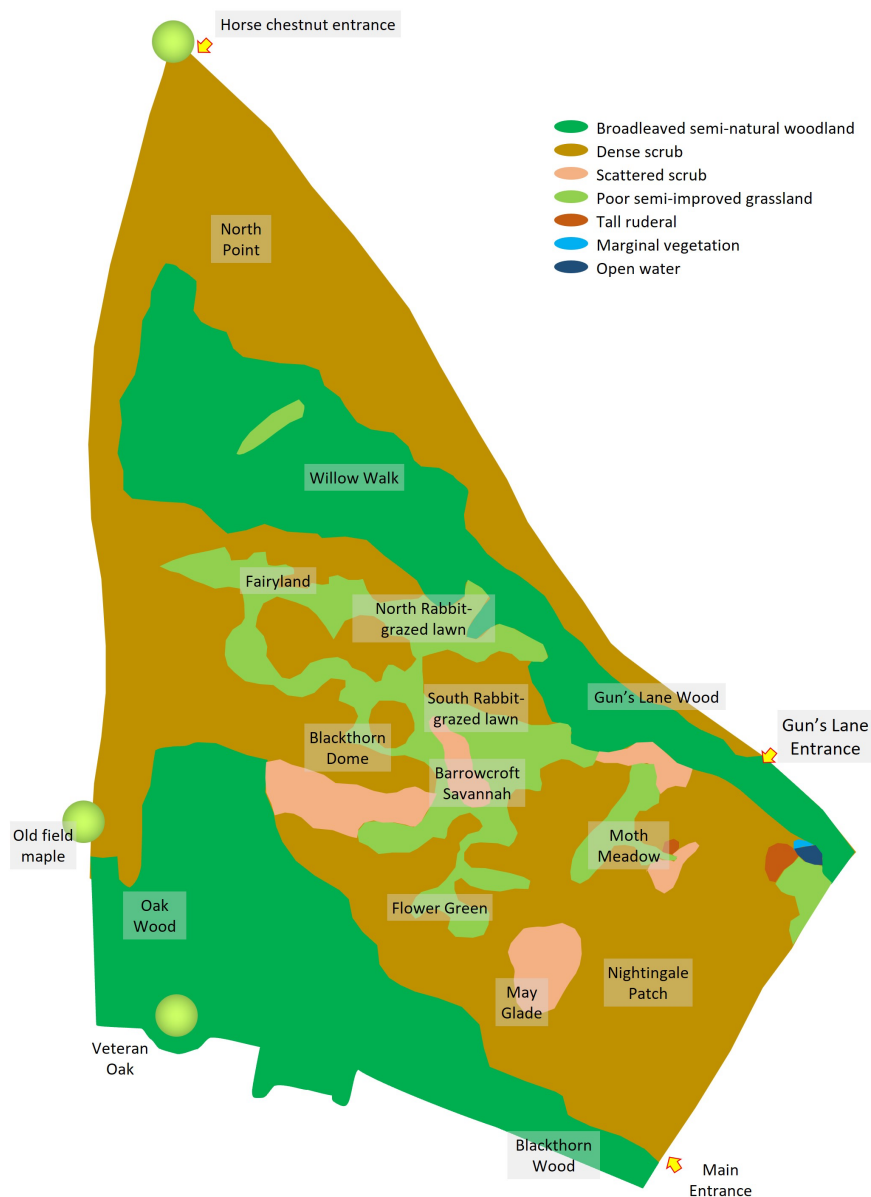 Horse chestnut entrance
Broadleaved semi-natural woodland
Dense scrub
Scattered scrub
Poor semi-improved grassland
Tall ruderal
Marginal vegetation
Open water
North
Point
Willow Walk
Fairyland
North Rabbit-
grazed lawn
South Rabbit-
grazed lawn
Gun's Lane Wood
Gun's Lane
Entrance
Blackthorn
Dome
Barrowcroft
Savannah
Old field
maple
Moth
Meadow
Oak
Wood
Flower Green
Nightingale
Patch
May
Glade
Veteran
Oak
Blackthorn
Wood
Main
Entrance